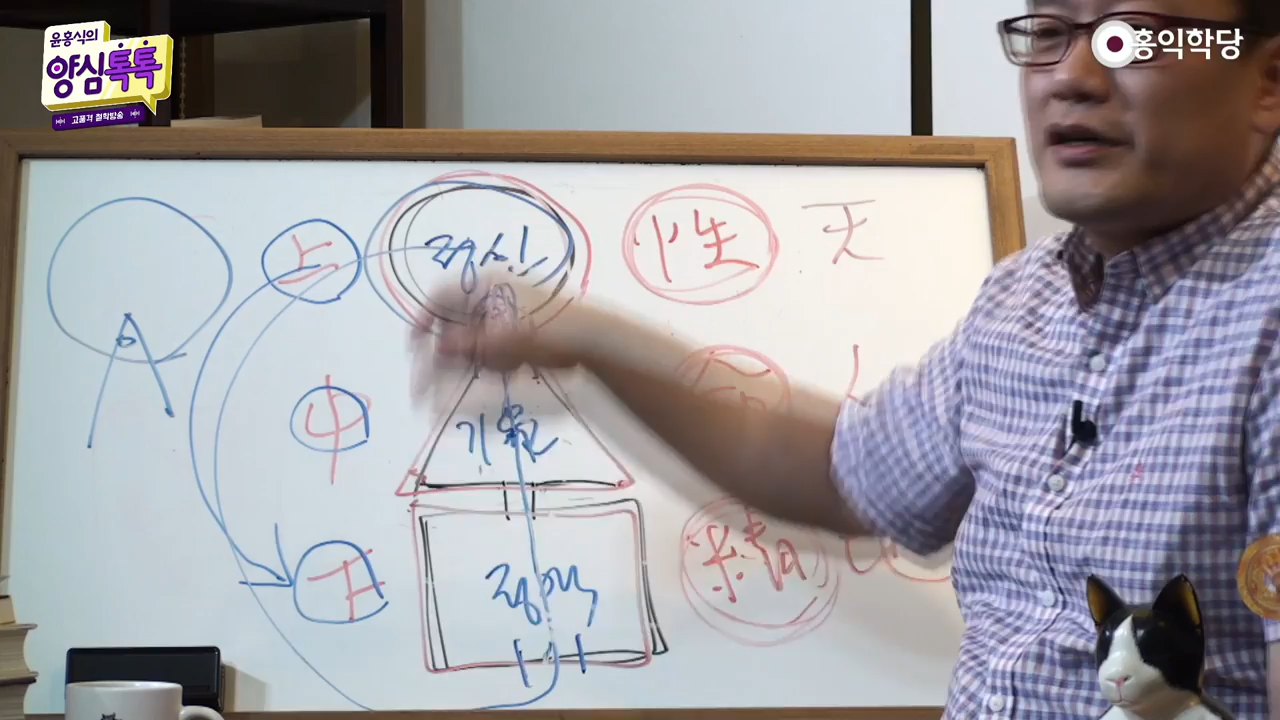 윤홍식의
양심톡톡
고품격 철학방송
홍익학당
上 정신 性 天
中 기운
下 정액 精